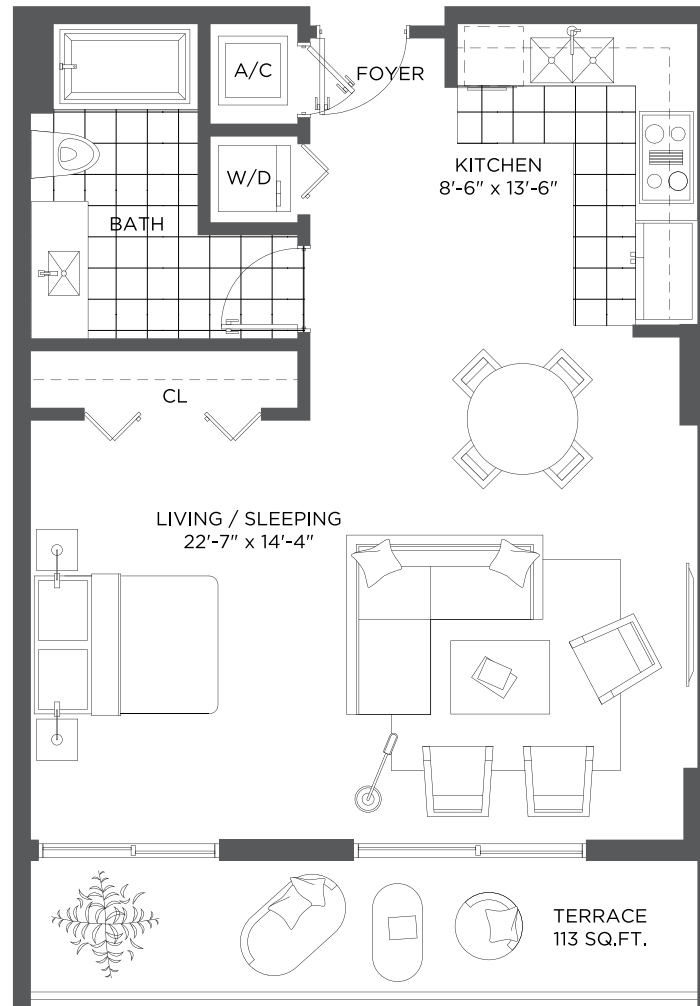 A/C
FOYER
KITCHEN
8'-6" x 13'-6"
W/D
BATH
CL
LIVING / SLEEPING
22'-7" x 14'-4"
TERRACE
113 SQ.FT.